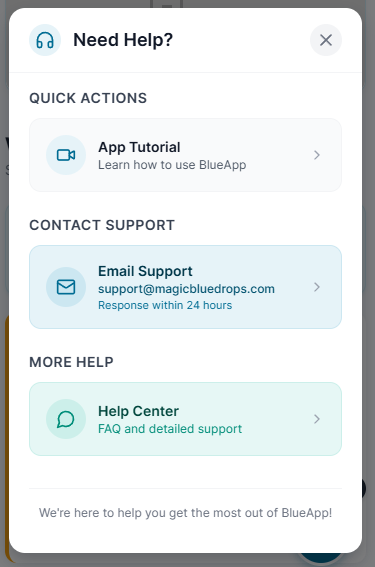 Need Help?
QUICK ACTIONS
App Tutorial
Learn how to use BlueApp
CONTACT SUPPORT
Email Support
support@magicbluedrops.com
Response within 24 hours
MORE HELP
Help Center
FAQ and detailed support
We're here to help you get the most out of BlueApp!